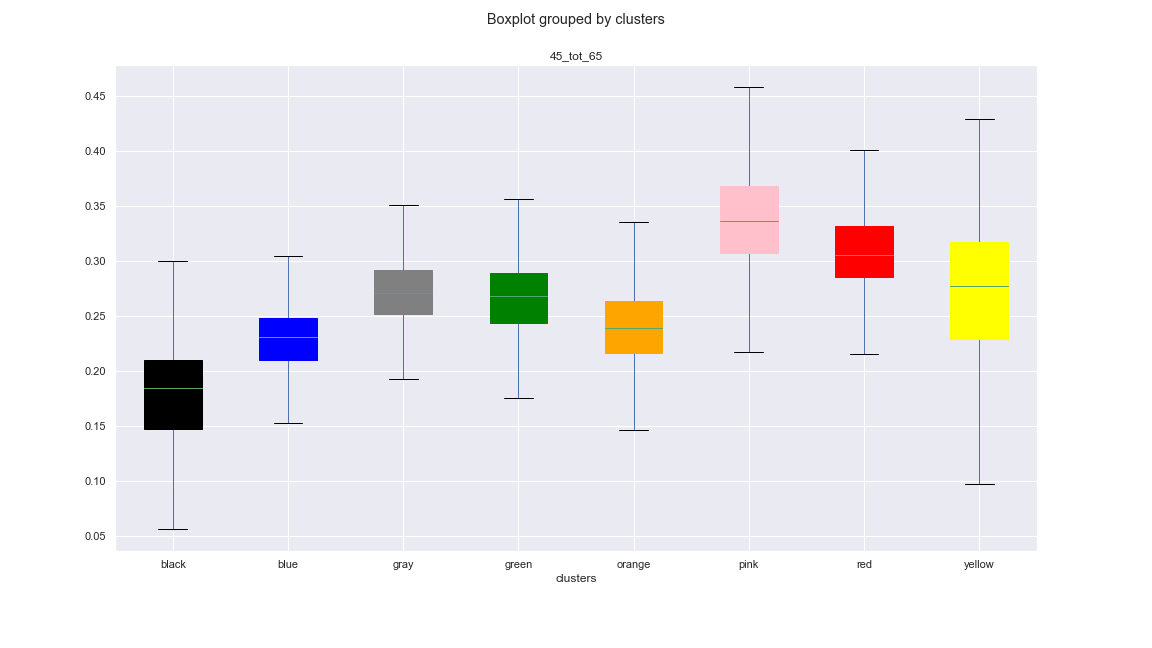 Boxplot grouped by clusters
45_tot_65
0.45
0.40
0.35
0.30
0.25
0.20
0.15
0.10
0.05
black blue gray green orange pink red yellow
clusters